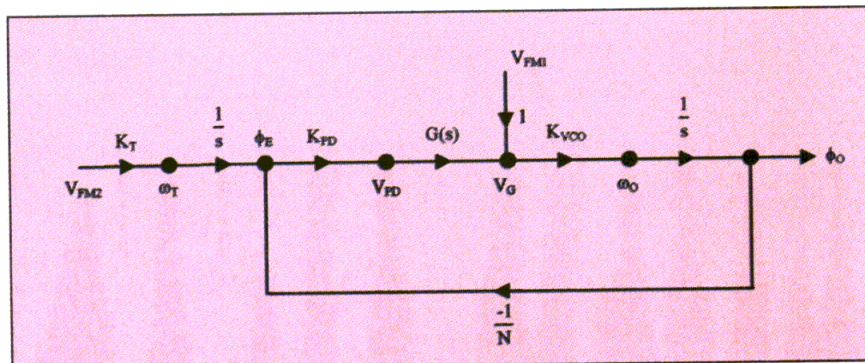 V_FM1
1
1/s
1/s
K_T
ϕ_E
K_PD
G(s)
K_VCO
V_FM2
ω_T
V_PD
V_G
ω_O
ϕ_O
-1/N